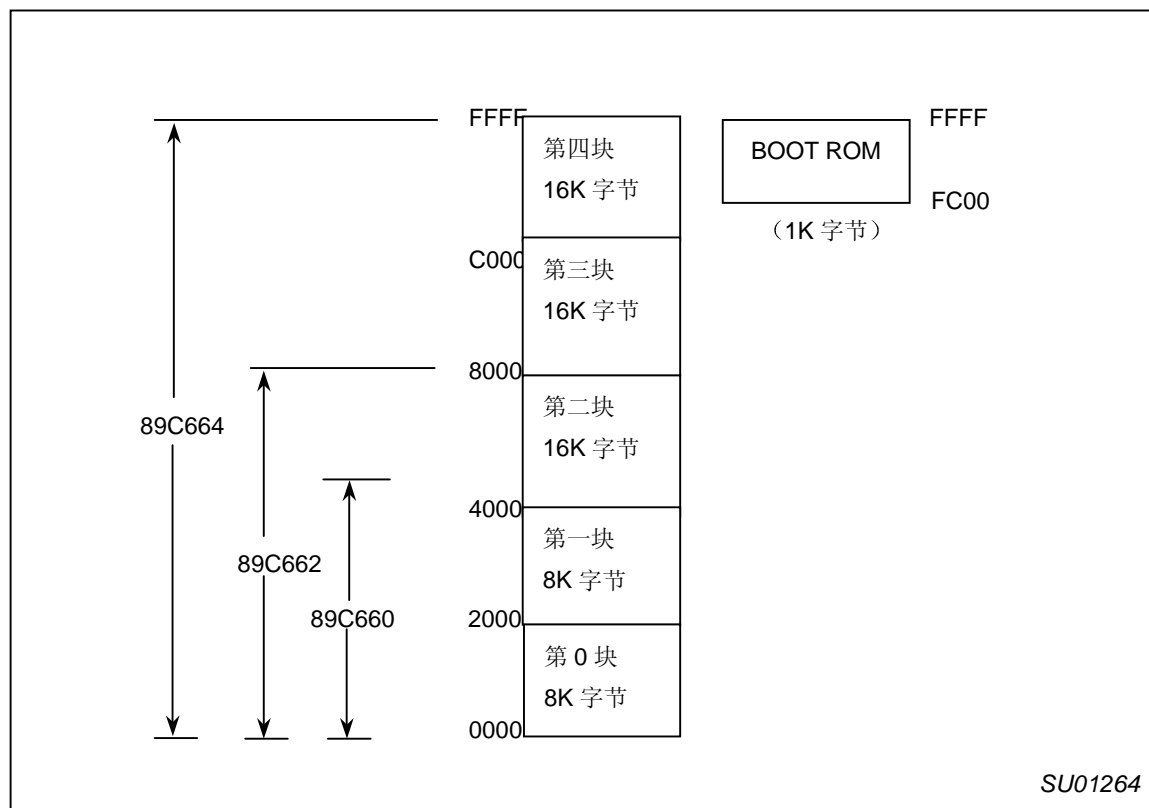 FFFF
第四块
16K 字节
BOOT ROM
FFFF
FC00
（1K 字节）
C000
第三块
16K 字节
8000
第二块
16K 字节
89C664
4000
第一块
8K 字节
89C662
89C660
2000
第 0 块
8K 字节
0000
SU01264